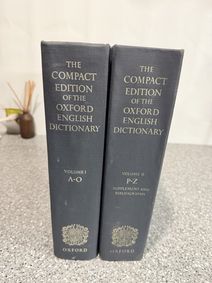 THE
COMPACT
EDITION
OF THE
OXFORD
ENGLISH
DICTIONARY
VOLUME I
A-O
OXFORD
THE
COMPACT
EDITION
OF THE
OXFORD
ENGLISH
DICTIONARY
VOLUME II
P-Z
SUPPLEMENT AND
BIBLIOGRAPHY
OXFORD